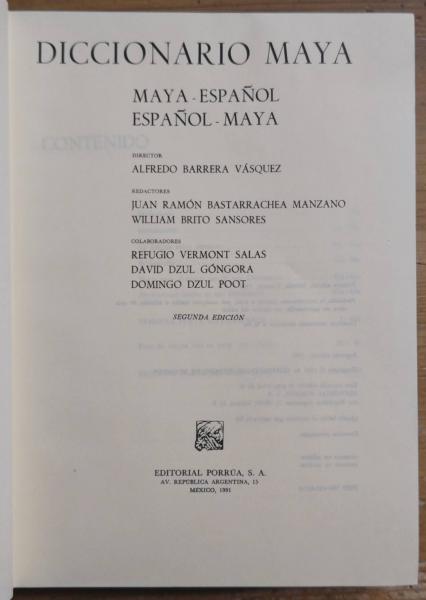 DICCIONARIO MAYA
MAYA - ESPAÑOL
ESPAÑOL - MAYA
DIRECTOR
ALFREDO BARRERA VÁSQUEZ
REDACTORES
JUAN RAMÓN BASTARRACHEA MANZANO
WILLIAM BRITO SANSORES
COLABORADORES
REFUGIO VERMONT SALAS
DAVID DZUL GÓNGORA
DOMINGO DZUL POOT
SEGUNDA EDICIÓN
EDITORIAL PORRÚA, S. A.
AV. REPÚBLICA ARGENTINA, 15
MÉXICO, 1991
CONTENIDO